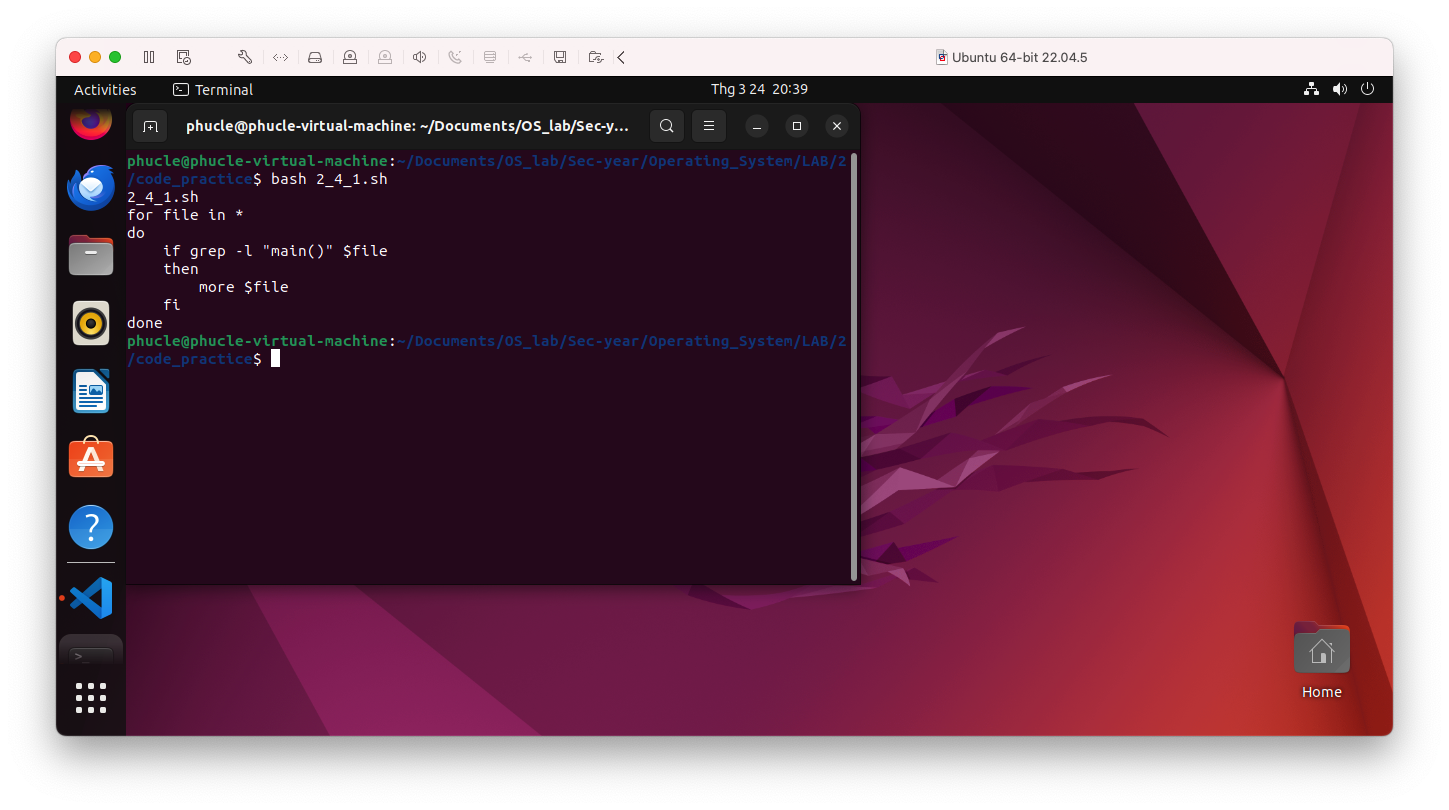 Ubuntu 64-bit 22.04.5
Activities
Terminal
Thg 3 24 20:39
phucle@phucle-virtual-machine: ~/Documents/OS_lab/Sec-y...
phucle@phucle-virtual-machine:~/Documents/OS_lab/Sec-year/Operating_System/LAB/2
/code_practice$ bash 2_4_1.sh
2_4_1.sh
for file in *
do
    if grep -l "main()" $file
    then
        more $file
    fi
done
phucle@phucle-virtual-machine:~/Documents/OS_lab/Sec-year/Operating_System/LAB/2
/code_practice$
Home